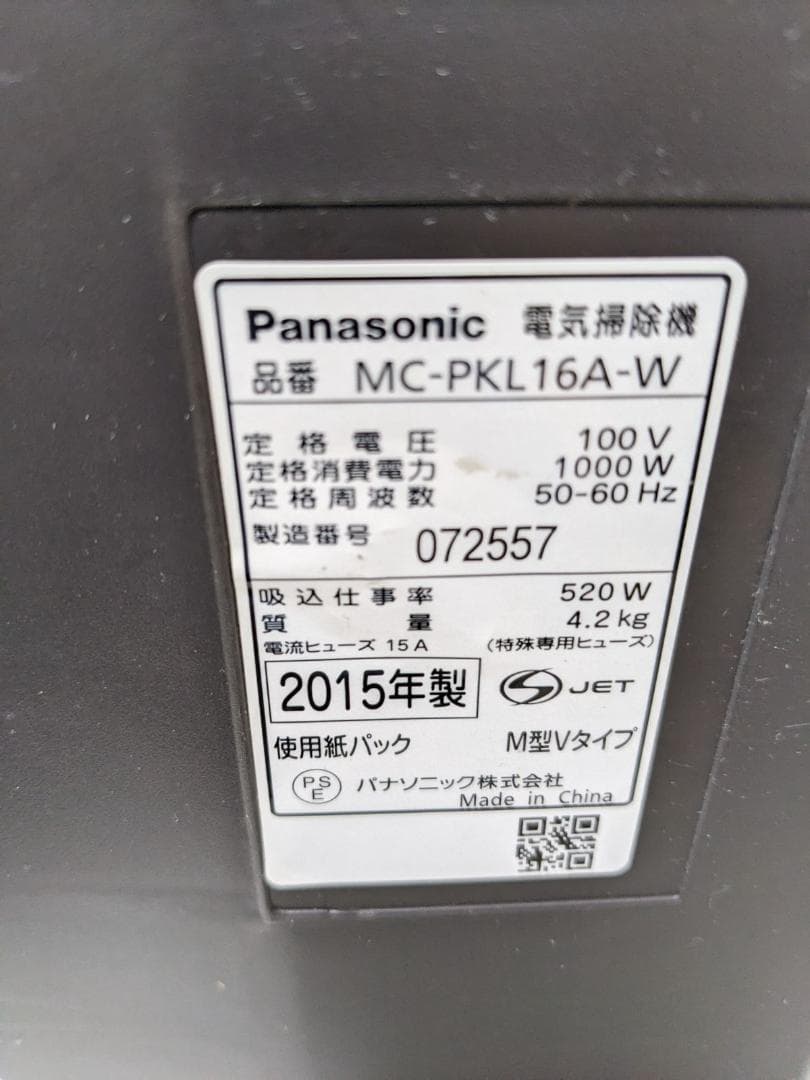 Panasonic 電気掃除機
品番 MC-PKL16A-W
定格電圧 100 V
定格消費電力 1000 W
定格周波数 50-60 Hz
製造番号 072557
吸込仕事率 520 W
質量 4.2 kg
電流ヒューズ 15 A (特殊専用ヒューズ)
2015年製 JET
使用紙パック M型Vタイプ
PSE パナソニック株式会社
Made in China